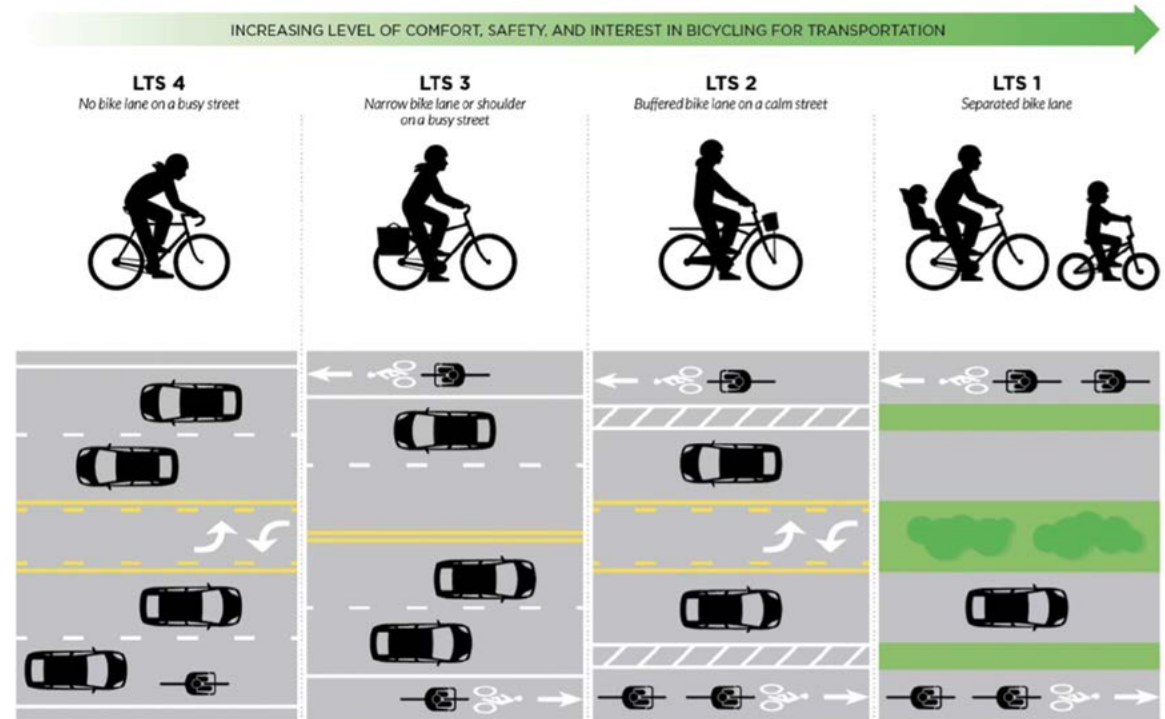 INCREASING LEVEL OF COMFORT, SAFETY, AND INTEREST IN BICYCLING FOR TRANSPORTATION
LTS 4
No bike lane on a busy street
LTS 3
Narrow bike lane or shoulder
on a busy street
LTS 2
Buffered bike lane on a calm street
LTS 1
Separated bike lane